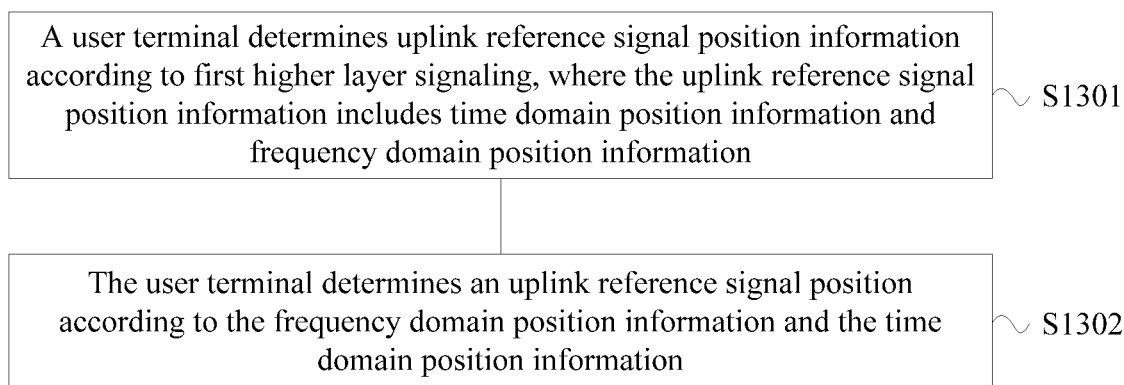 A user terminal determines uplink reference signal position information
according to first higher layer signaling, where the uplink reference signal
position information includes time domain position information and
frequency domain position information
S1301
The user terminal determines an uplink reference signal position
according to the frequency domain position information and the time
domain position information
S1302